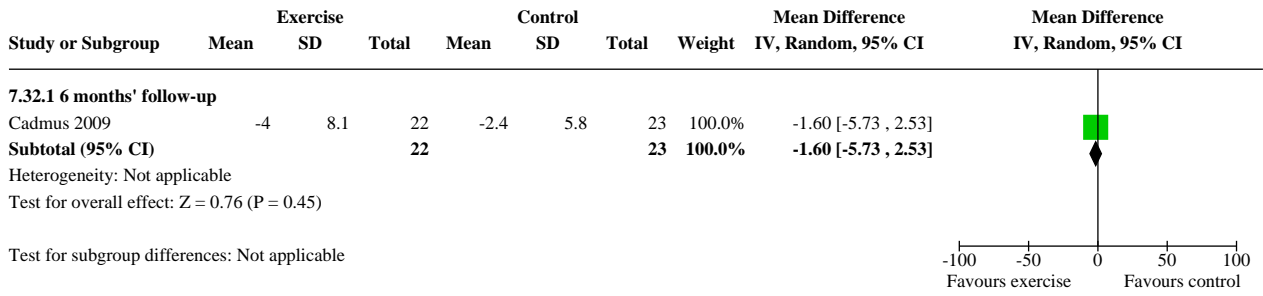 Exercise Control Mean Difference Mean Difference
Study or Subgroup Mean SD Total Mean SD Total Weight IV, Random, 95% CI IV, Random, 95% CI
7.32.1 6 months' follow-up
Cadmus 2009 -4 8.1 22 -2.4 5.8 23 100.0% -1.60 [-5.73 , 2.53]
Subtotal (95% CI) 22 23 100.0% -1.60 [-5.73 , 2.53]
Heterogeneity: Not applicable
Test for overall effect: Z = 0.76 (P = 0.45)
Test for subgroup differences: Not applicable
-100 -50 0 50 100
Favours exercise Favours control